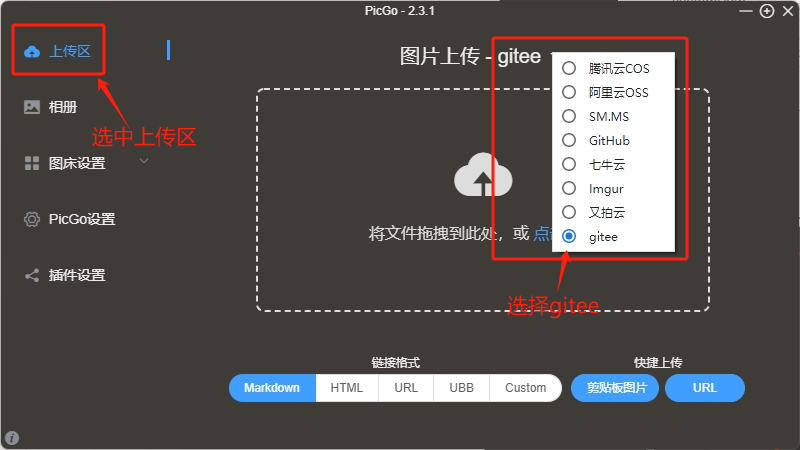 PicGo - 2.3.1
上传区
相册
选中上传区
图床设置
PicGo设置
插件设置
图片上传 - gitee
腾讯云COS
阿里云OSS
SM.MS
GitHub
七牛云
Imgur
又拍云
gitee
将文件拖拽到此处，或 点
选择gitee
链接格式
Markdown
HTML
URL
UBB
Custom
快捷上传
剪贴板图片
URL